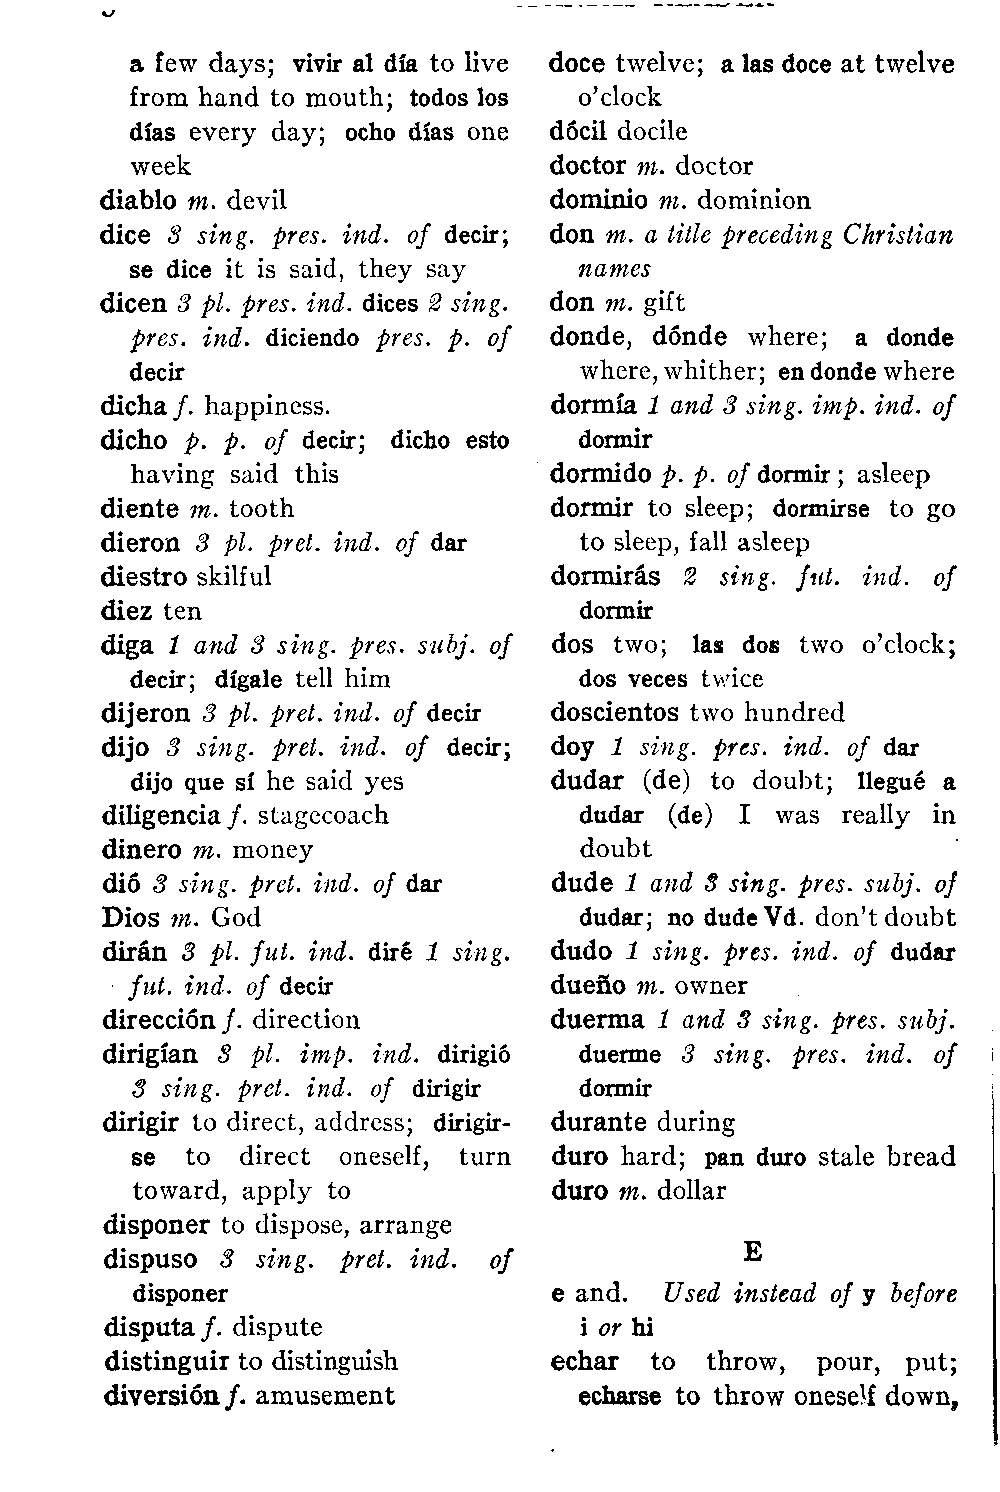 a few days; vivir al día to live
from hand to mouth; todos los
días every day; ocho días one
week
diablo m. devil
dice 3 sing. pres. ind. of decir;
se dice it is said, they say
dicen 3 pl. pres. ind. dices 2 sing.
pres. ind. diciendo pres. p. of
decir
dicha f. happiness.
dicho p. p. of decir; dicho esto
having said this
diente m. tooth
dieron 3 pl. pret. ind. of dar
diestro skilful
diez ten
diga 1 and 3 sing. pres. subj. of
decir; dígale tell him
dijeron 3 pl. pret. ind. of decir
dijo 3 sing. pret. ind. of decir;
dijo que sí he said yes
diligencia f. stagecoach
dinero m. money
dió 3 sing. pret. ind. of dar
Dios m. God
dirán 3 pl. fut. ind. diré 1 sing.
fut. ind. of decir
dirección f. direction
dirigían 3 pl. imp. ind. dirigió
3 sing. pret. ind. of dirigir
dirigir to direct, address; dirigir-
se to direct oneself, turn
toward, apply to
disponer to dispose, arrange
dispuso 3 sing. pret. ind. of
disponer
disputa f. dispute
distinguir to distinguish
diversión f. amusement
doce twelve; a las doce at twelve
o'clock
dócil docile
doctor m. doctor
dominio m. dominion
don m. a title preceding Christian
names
don m. gift
donde, dónde where; a donde
where, whither; en donde where
dormía 1 and 3 sing. imp. ind. of
dormir
dormido p. p. of dormir; asleep
dormir to sleep; dormirse to go
to sleep, fall asleep
dormirás 2 sing. fut. ind. of
dormir
dos two; las dos two o'clock;
dos veces twice
doscientos two hundred
doy 1 sing. pres. ind. of dar
dudar (de) to doubt; llegué a
dudar (de) I was really in
doubt
dude 1 and 3 sing. pres. subj. of
dudar; no dude Vd. don't doubt
dudo 1 sing. pres. ind. of dudar
dueño m. owner
duerma 1 and 3 sing. pres. subj.
duerme 3 sing. pres. ind. of
dormir
durante during
duro hard; pan duro stale bread
duro m. dollar
E
e and. Used instead of y before
i or hi
echar to throw, pour, put;
echarse to throw oneself down,